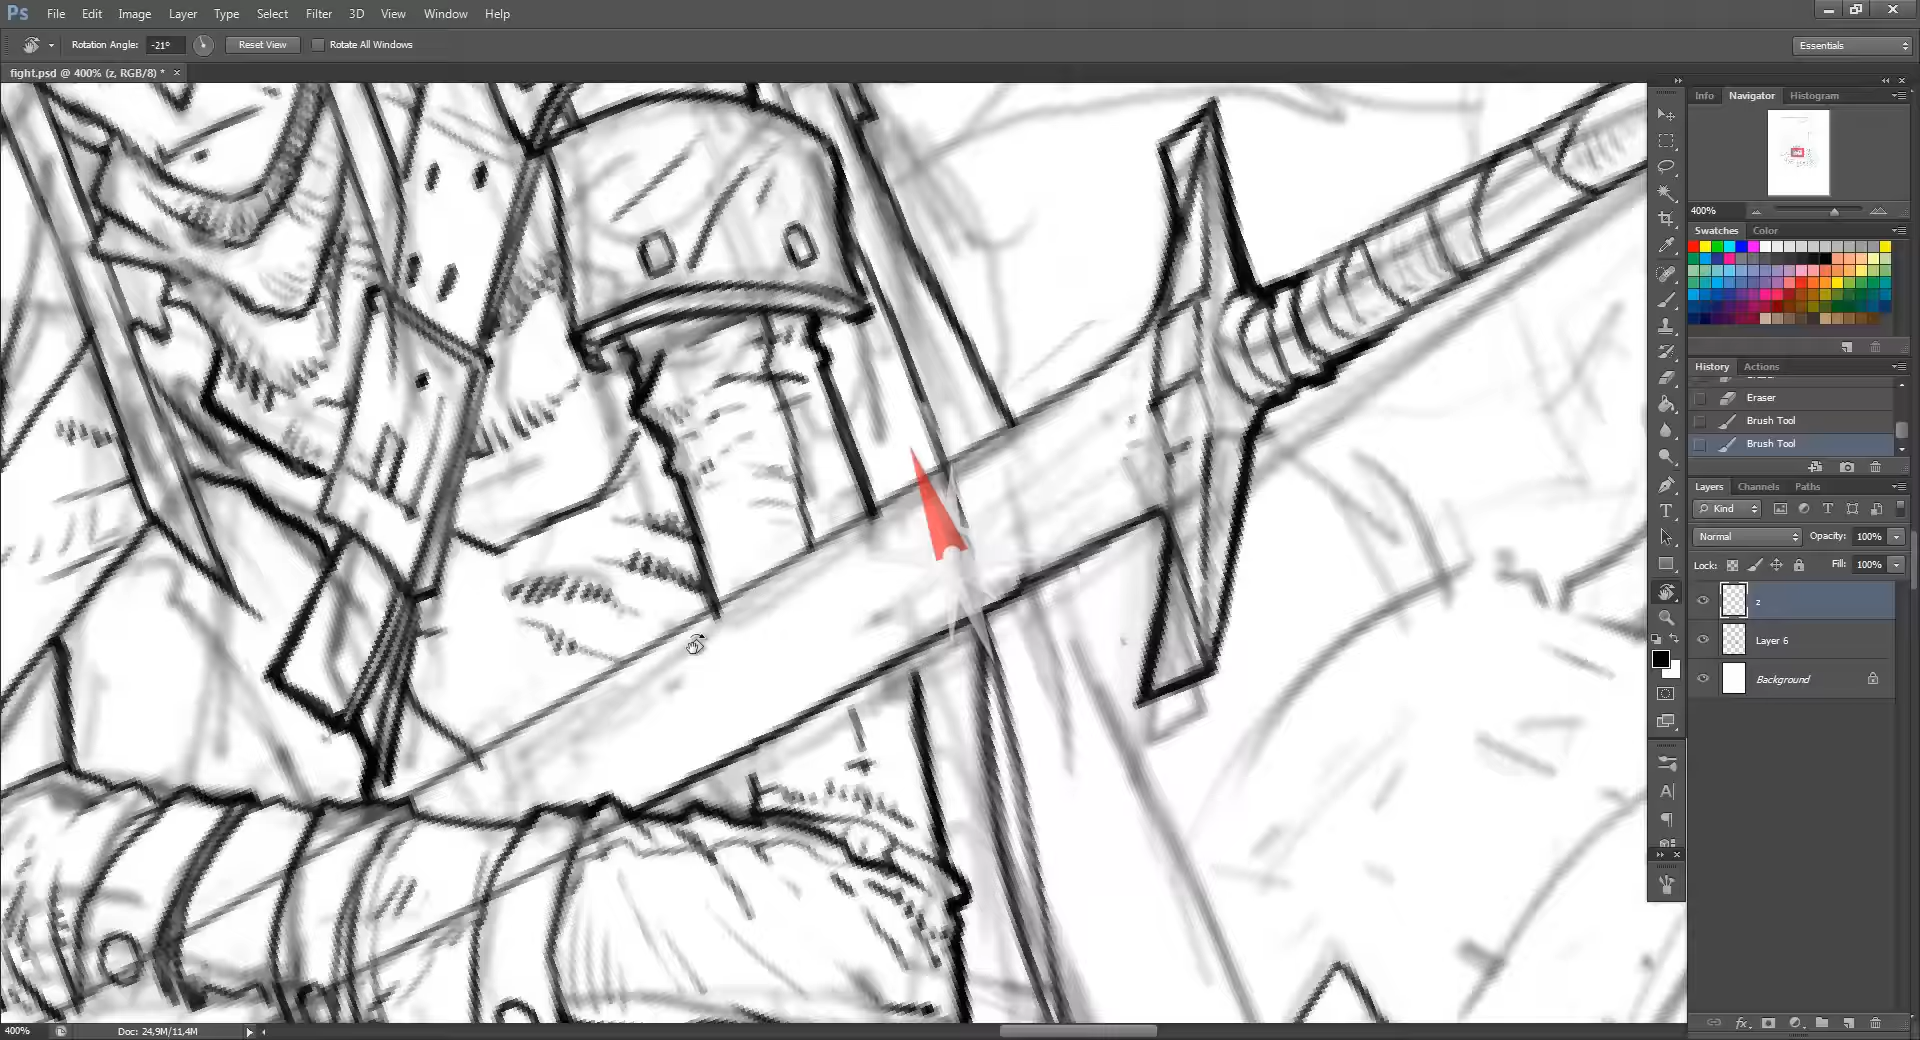 Ps File Edit Image Layer Type Select Filter 3D View Window Help
Rotation Angle: -21º Reset View Rotate All Windows Essentials
fight.psd @ 400% (z, RGB/8) * ×
Info Navigator Histogram
400%
Swatches Color
History Actions
Eraser
Brush Tool
Brush Tool
Layers Channels Paths
Kind
Normal Opacity: 100%
Lock: Fill: 100%
z
Layer 6
Background
400% Doc: 24,9M/11,4M